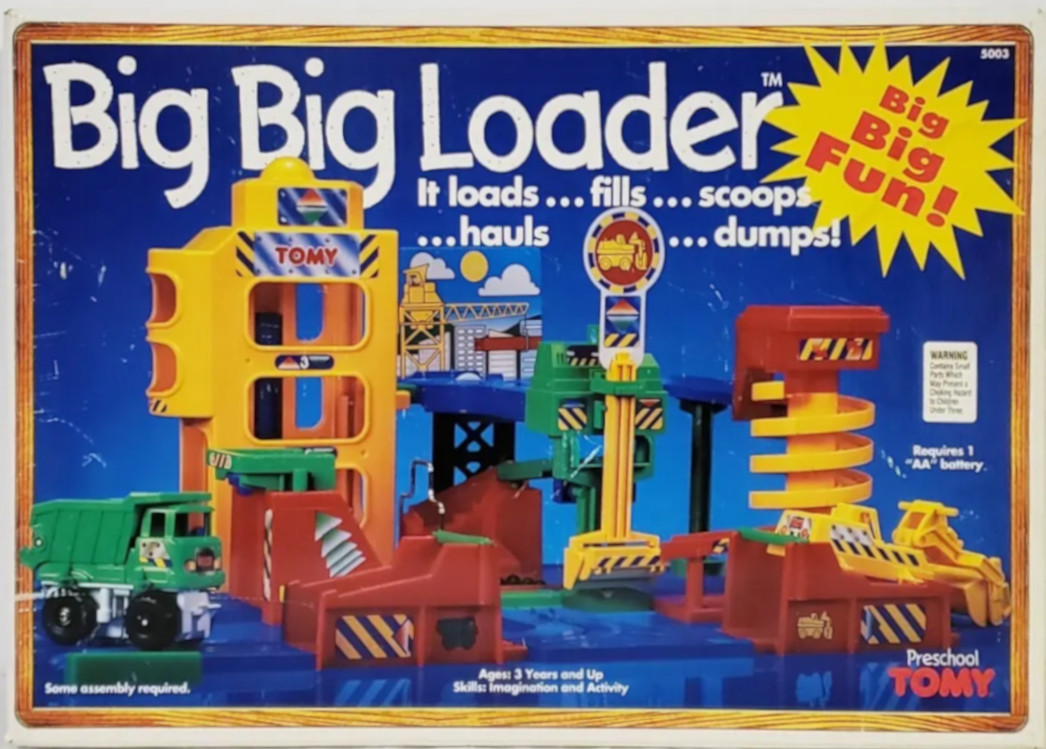 5003
Big Big Loader™
Big
Big
Fun!
It loads ... fills ... scoops
...hauls ... dumps!
TOMY
3
WARNING
Contains Small
Parts Which
May Present a
Choking Hazard
to Children
Under Three.
Requires 1
"AA" battery.
Some assembly required.
Ages: 3 Years and Up
Skills: Imagination and Activity
Preschool
TOMY